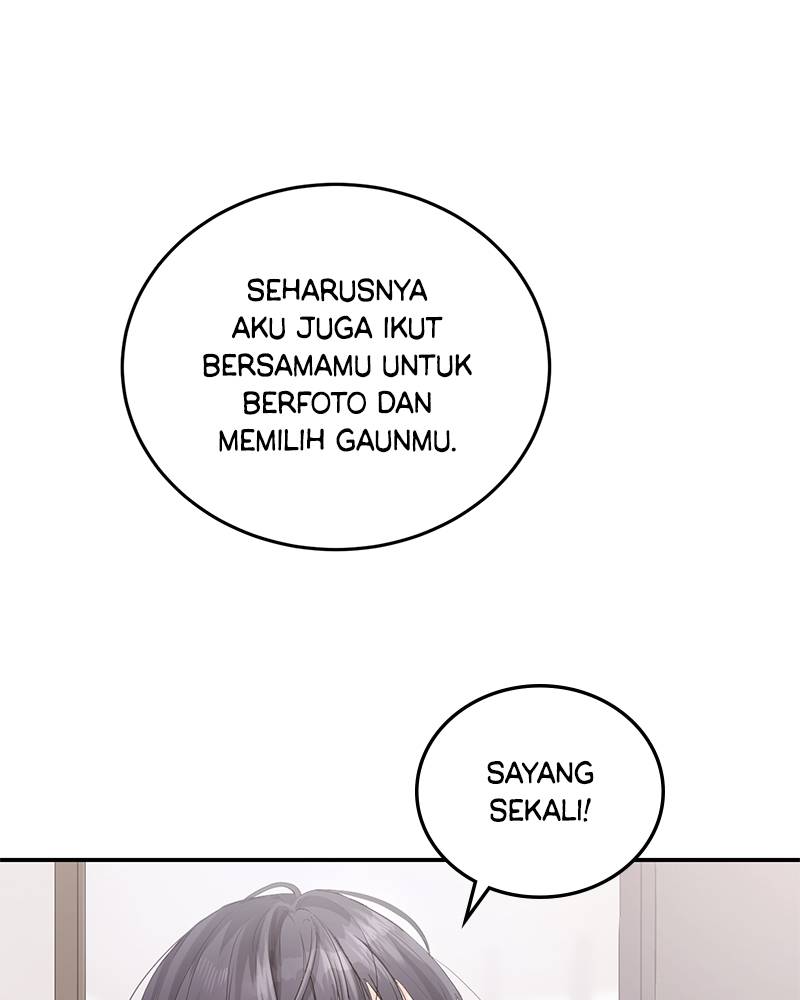 SEHARUSNYA
AKU JUGA IKUT
BERSAMAMU UNTUK
BERFOTO DAN
MEMILIH GAUNMU.
SAYANG
SEKALI!